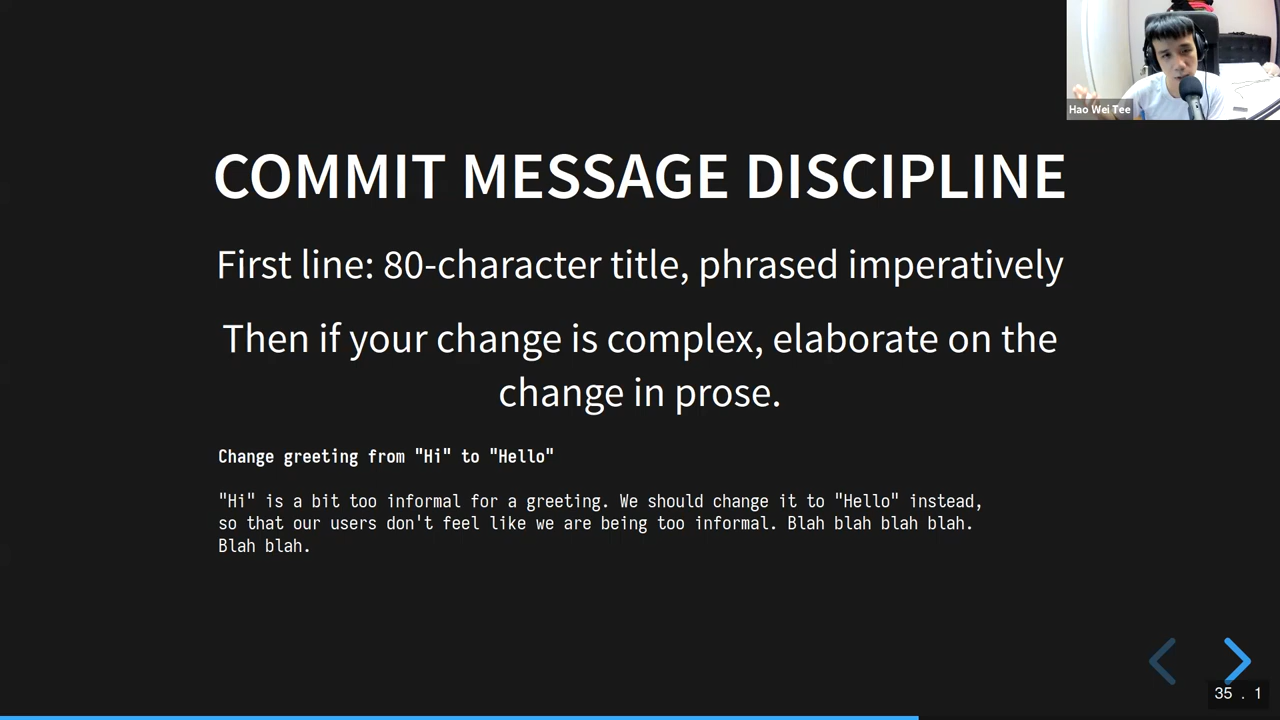 Hao Wei Tee
COMMIT MESSAGE DISCIPLINE
First line: 80-character title, phrased imperatively
Then if your change is complex, elaborate on the
change in prose.
Change greeting from "Hi" to "Hello"
"Hi" is a bit too informal for a greeting. We should change it to "Hello" instead,
so that our users don't feel like we are being too informal. Blah blah blah blah.
Blah blah.
35 . 1